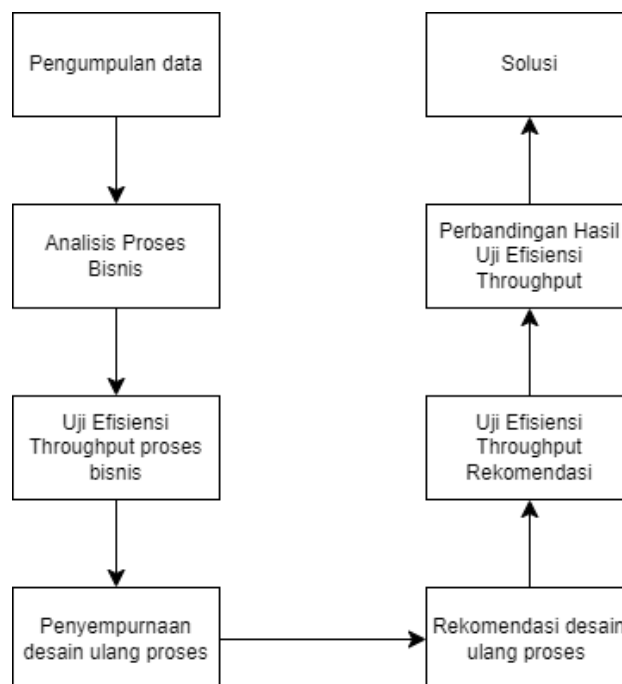 Pengumpulan data
Analisis Proses
Bisnis
Uji Efisiensi
Throughput proses
bisnis
Penyempurnaan
desain ulang proses
Rekomendasi desain
ulang proses
Uji Efisiensi
Throughput
Rekomendasi
Perbandingan Hasil
Uji Efisiensi
Throughput
Solusi